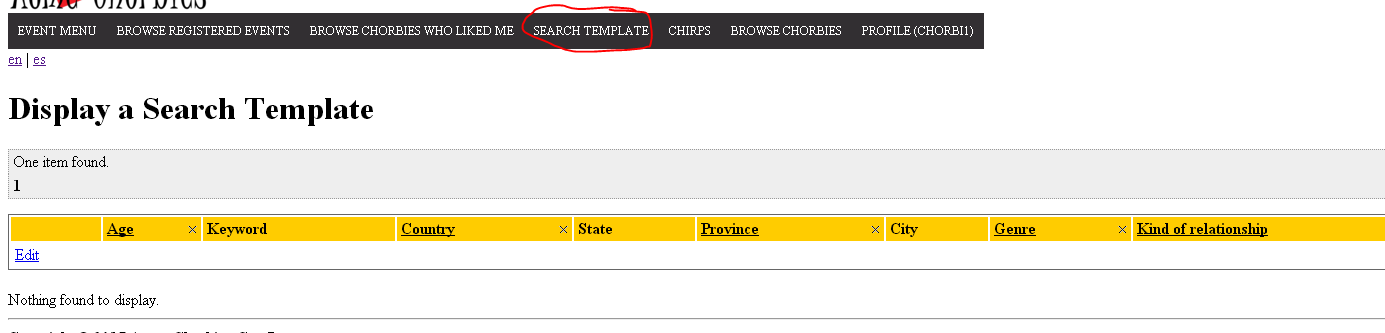 EVENT MENU BROWSE REGISTERED EVENTS BROWSE CHORBIES WHO LIKED ME SEARCH TEMPLATE CHIRPS BROWSE CHORBIES PROFILE (CHORBI1)
en | es
Display a Search Template
One item found.
1
Age Keyword Country State Province City Genre Kind of relationship
Edit
Nothing found to display.